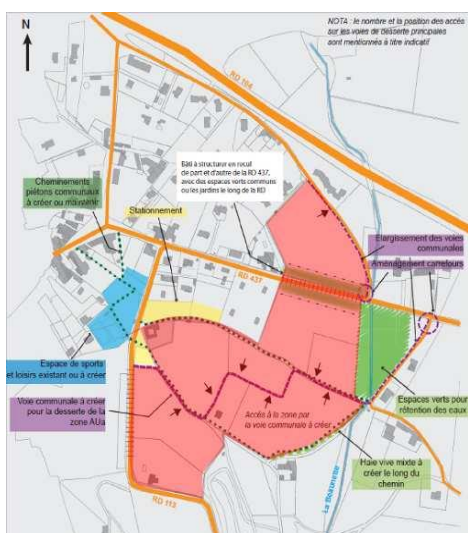 N
NOTA : le nombre et la position des accès
sur les voies de desserte principales
sont mentionnés à titre indicatif
RD 104
Bâti à structurer en recul
de part et d'autre de la RD 437,
avec des espaces verts communs
ou les jardins le long de la RD
Cheminements
piétons communaux
à créer ou maintenir
Stationnement
Elargissement des voies
communales
Aménagement carrefours
RD 437
Espace de sports
et loisirs existant ou à créer
Voie communale à créer
pour la desserte de la
zone AUa
Accès à la zone par
la voie communale à créer
Espaces verts pour
rétention des eaux
Haie vive mixte à
créer le long du
chemin
RD 113